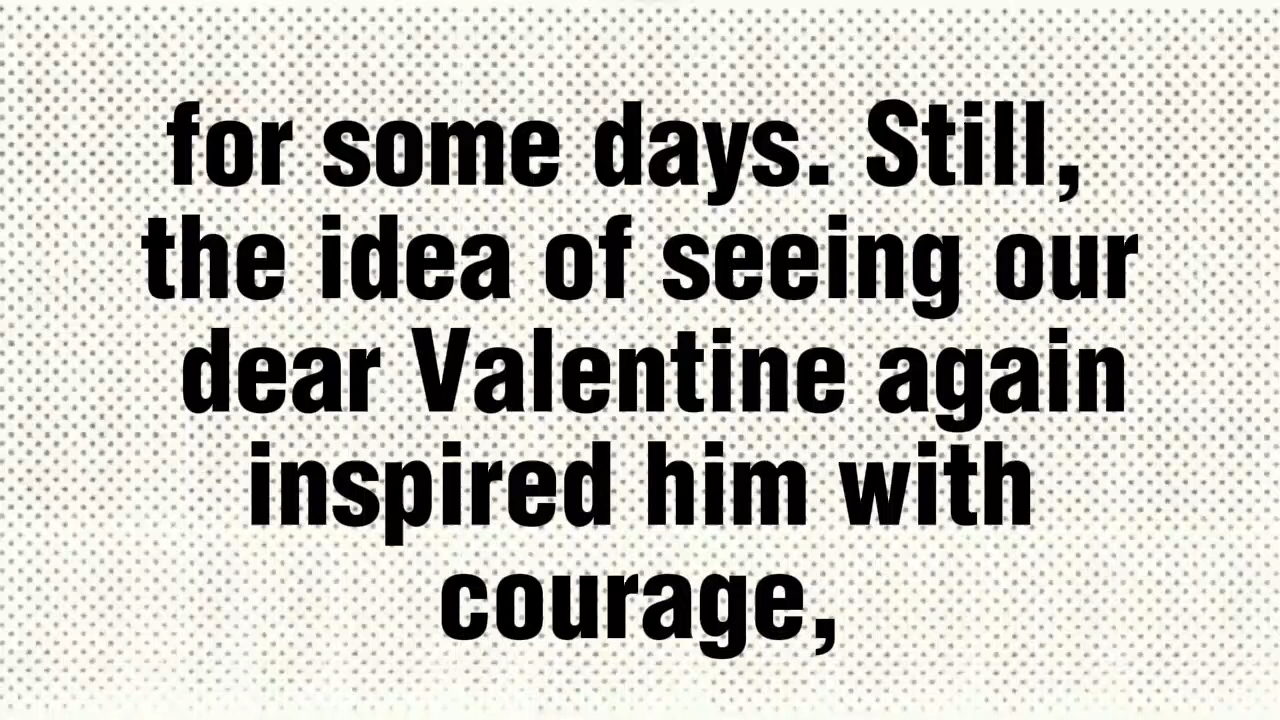 for some days. Still,
the idea of seeing our
dear Valentine again
inspired him with
courage,